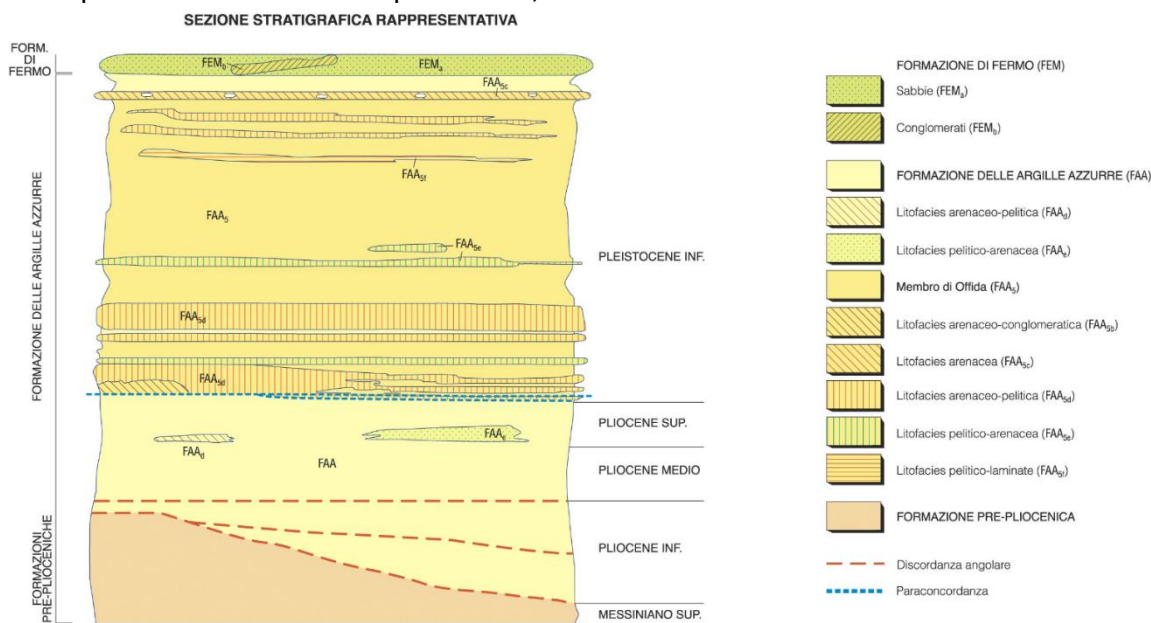 SEZIONE STRATIGRAFICA RAPPRESENTATIVA
FORM.
DI
FERMO
FORMAZIONE DELLE ARGILLE AZZURRE
FORMAZIONI
PRE-PLIOCENICHE
FEMb
FEMa
FAA5c
FAA5f
FAA5
FAA5e
FAA5d
FAA5d
FAAd
FAAe
FAA
PLEISTOCENE INF.
PLIOCENE SUP.
PLIOCENE MEDIO
PLIOCENE INF.
MESSINIANO SUP.
FORMAZIONE DI FERMO (FEM)
Sabbie (FEMa)
Conglomerati (FEMb)
FORMAZIONE DELLE ARGILLE AZZURRE (FAA)
Litofacies arenaceo-pelitica (FAAd)
Litofacies pelitico-arenacea (FAAe)
Membro di Offida (FAA5)
Litofacies arenaceo-conglomeratica (FAA5b)
Litofacies arenacea (FAA5c)
Litofacies arenaceo-pelitica (FAA5d)
Litofacies pelitico-arenacea (FAA5e)
Litofacies pelitico-laminate (FAA5f)
FORMAZIONE PRE-PLIOCENICA
Discordanza angolare
Paraconcordanza